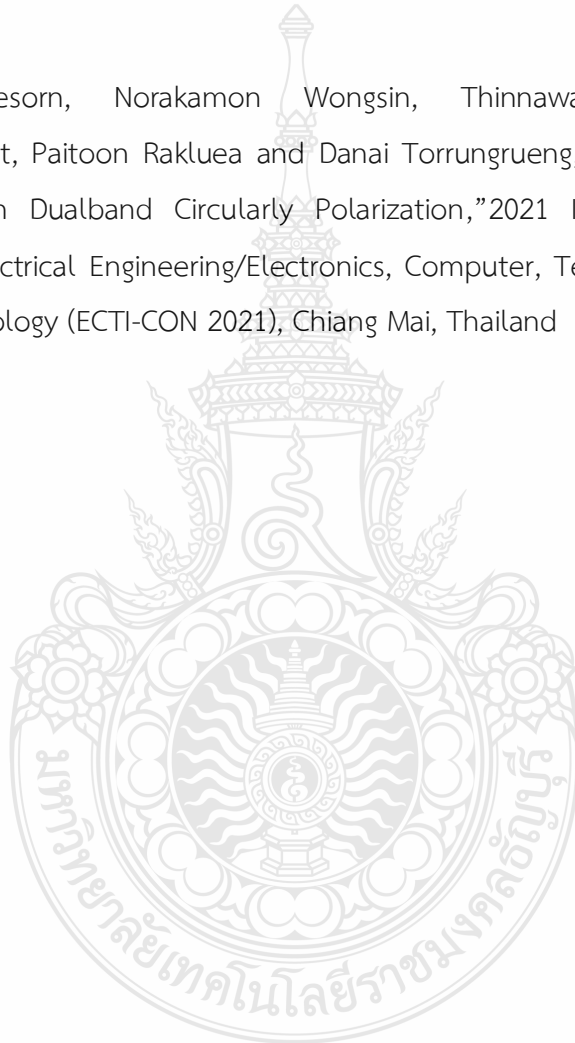 esorn, Norakamon Wongsin, Thinnawa
t, Paitoon Rakluea and Danai Torrungrueng,
Dualband Circularly Polarization,”2021
ctrical Engineering/Electronics, Computer, Te
ology (ECTI-CON 2021), Chiang Mai, Thailand
มหาวิทยาลัยเทคโนโลยีราชมงคลธัญบุรี